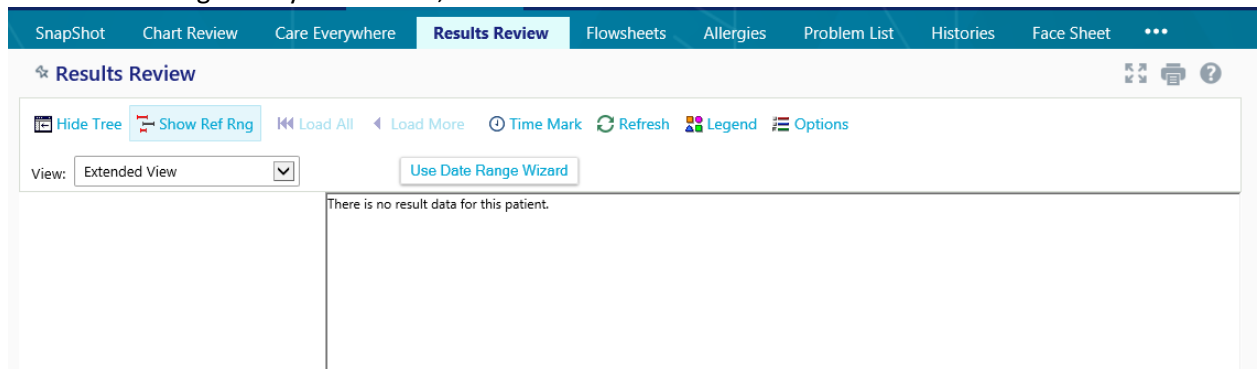 SnapShot Chart Review Care Everywhere Results Review Flowsheets Allergies Problem List Histories Face Sheet •••
Results Review
Hide Tree Show Ref Rng Load All Load More Time Mark Refresh Legend Options
View: Extended View Use Date Range Wizard
There is no result data for this patient.